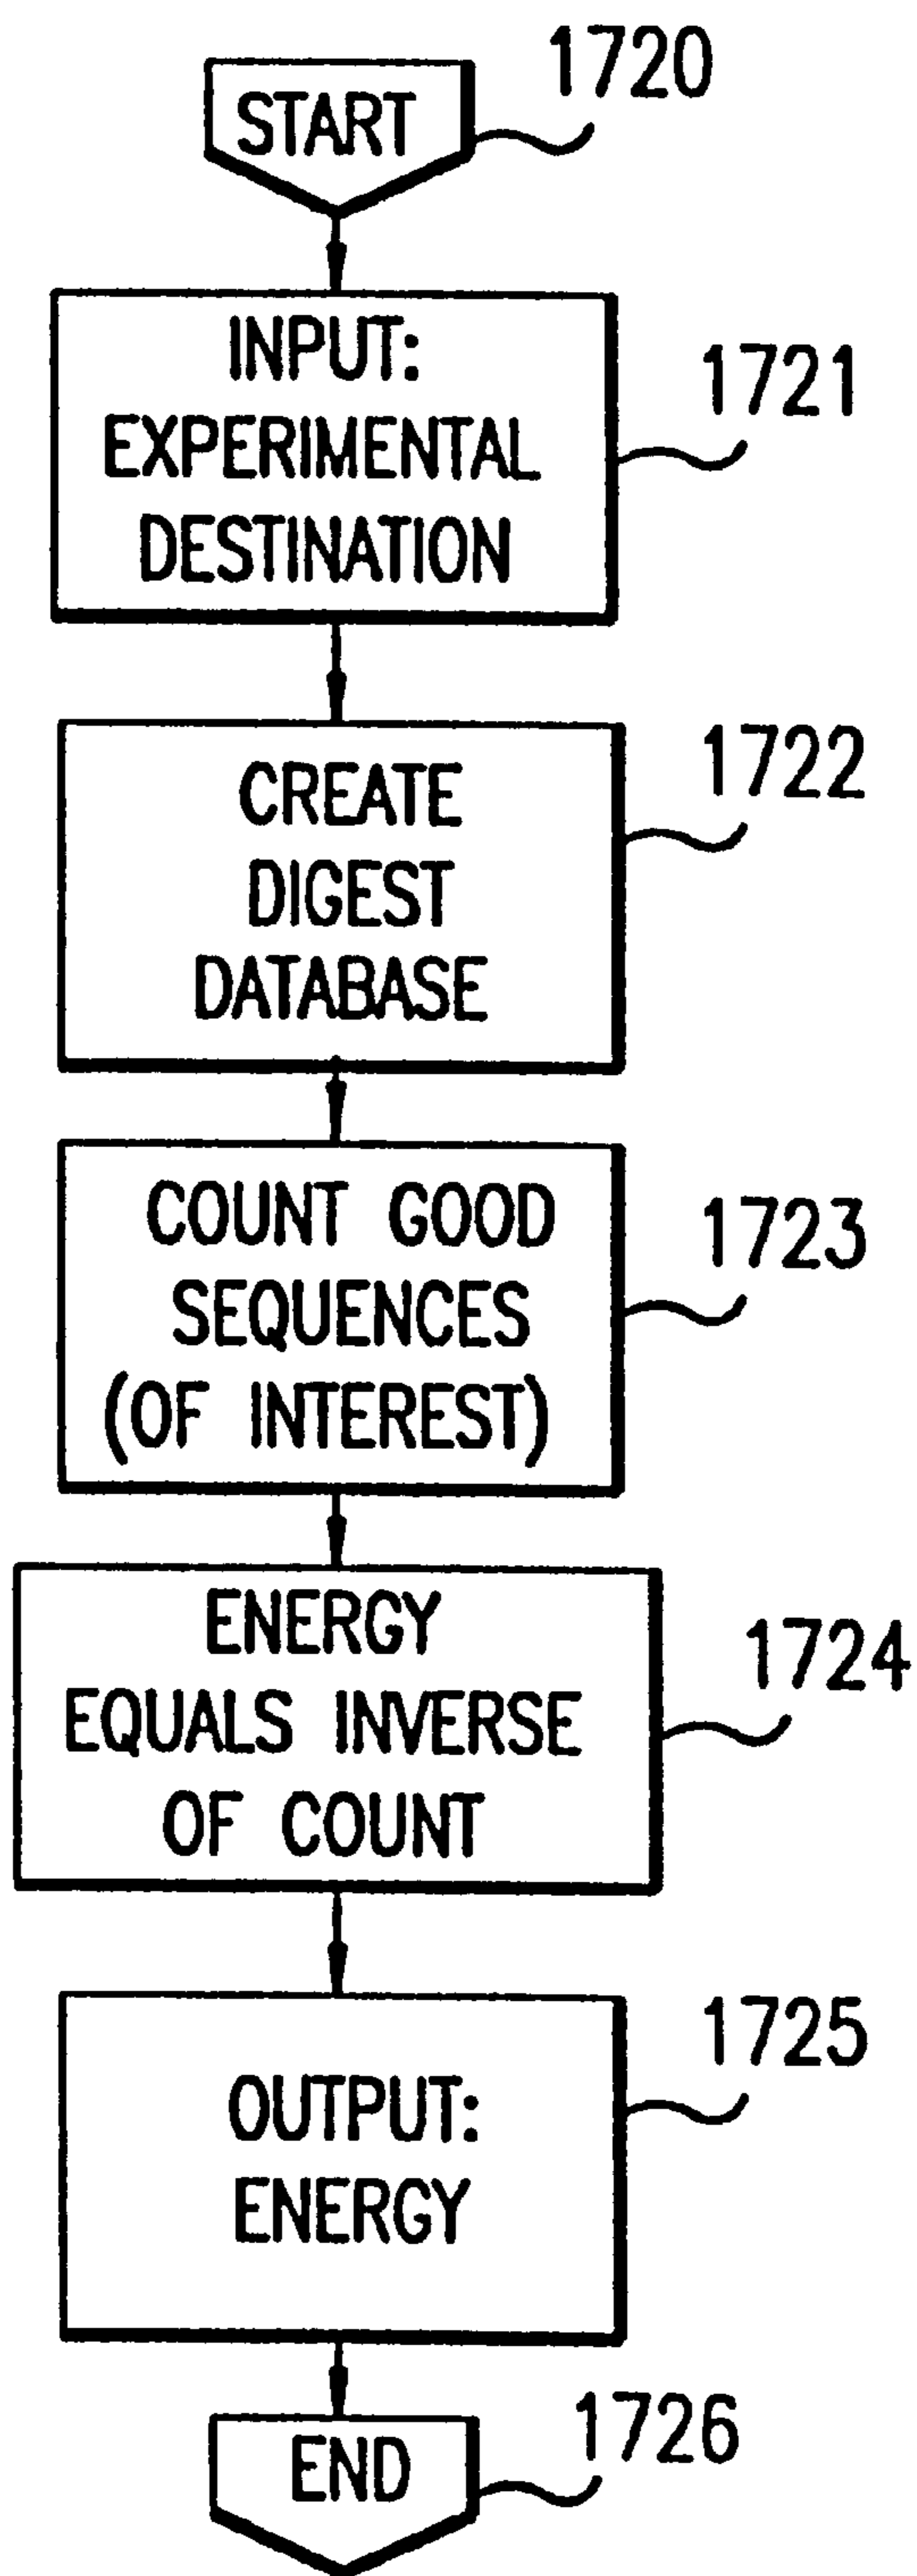 START
1720
INPUT:
EXPERIMENTAL
DESTINATION
1721
CREATE
DIGEST
DATABASE
1722
COUNT GOOD
SEQUENCES
(OF INTEREST)
1723
ENERGY
EQUALS INVERSE
OF COUNT
1724
OUTPUT:
ENERGY
1725
END
1726